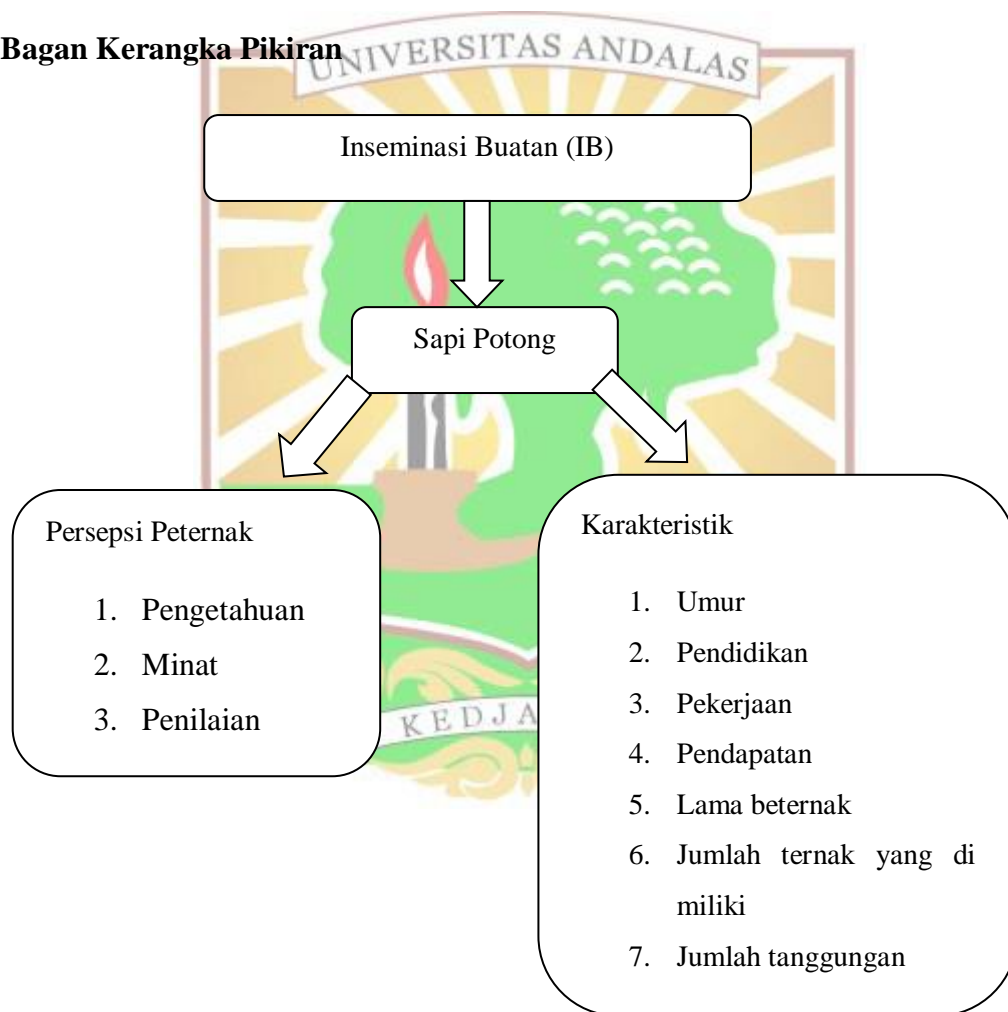 Bagan Kerangka Pikiran
UNIVERSITAS ANDALAS
Inseminasi Buatan (IB)
Sapi Potong
Persepsi Peternak
1. Pengetahuan
2. Minat
3. Penilaian
Karakteristik
1. Umur
2. Pendidikan
3. Pekerjaan
4. Pendapatan
5. Lama beternak
6. Jumlah ternak yang di
miliki
7. Jumlah tanggungan